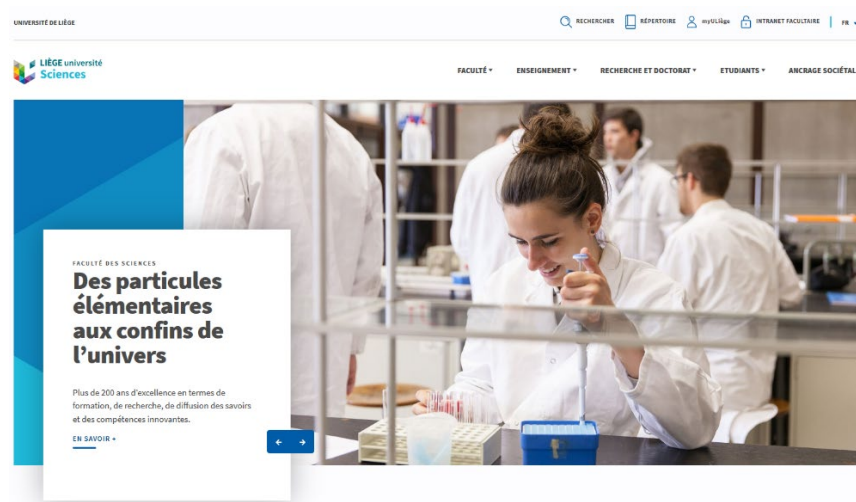 UNIVERSITÉ DE LIÈGE
RECHERCHER
RÉPERTOIRE
myULiège
INTRANET FACULTAIRE
FR
LIÈGE université
Sciences
FACULTÉ
ENSEIGNEMENT
RECHERCHE ET DOCTORAT
ETUDIANTS
ANCRAGE SOCIÉTAL
FACULTÉ DES SCIENCES
Des particules
élémentaires
aux confins de
l’univers
Plus de 200 ans d'excellence en termes de
formation, de recherche, de diffusion des savoirs
et des compétences innovantes.
EN SAVOIR +